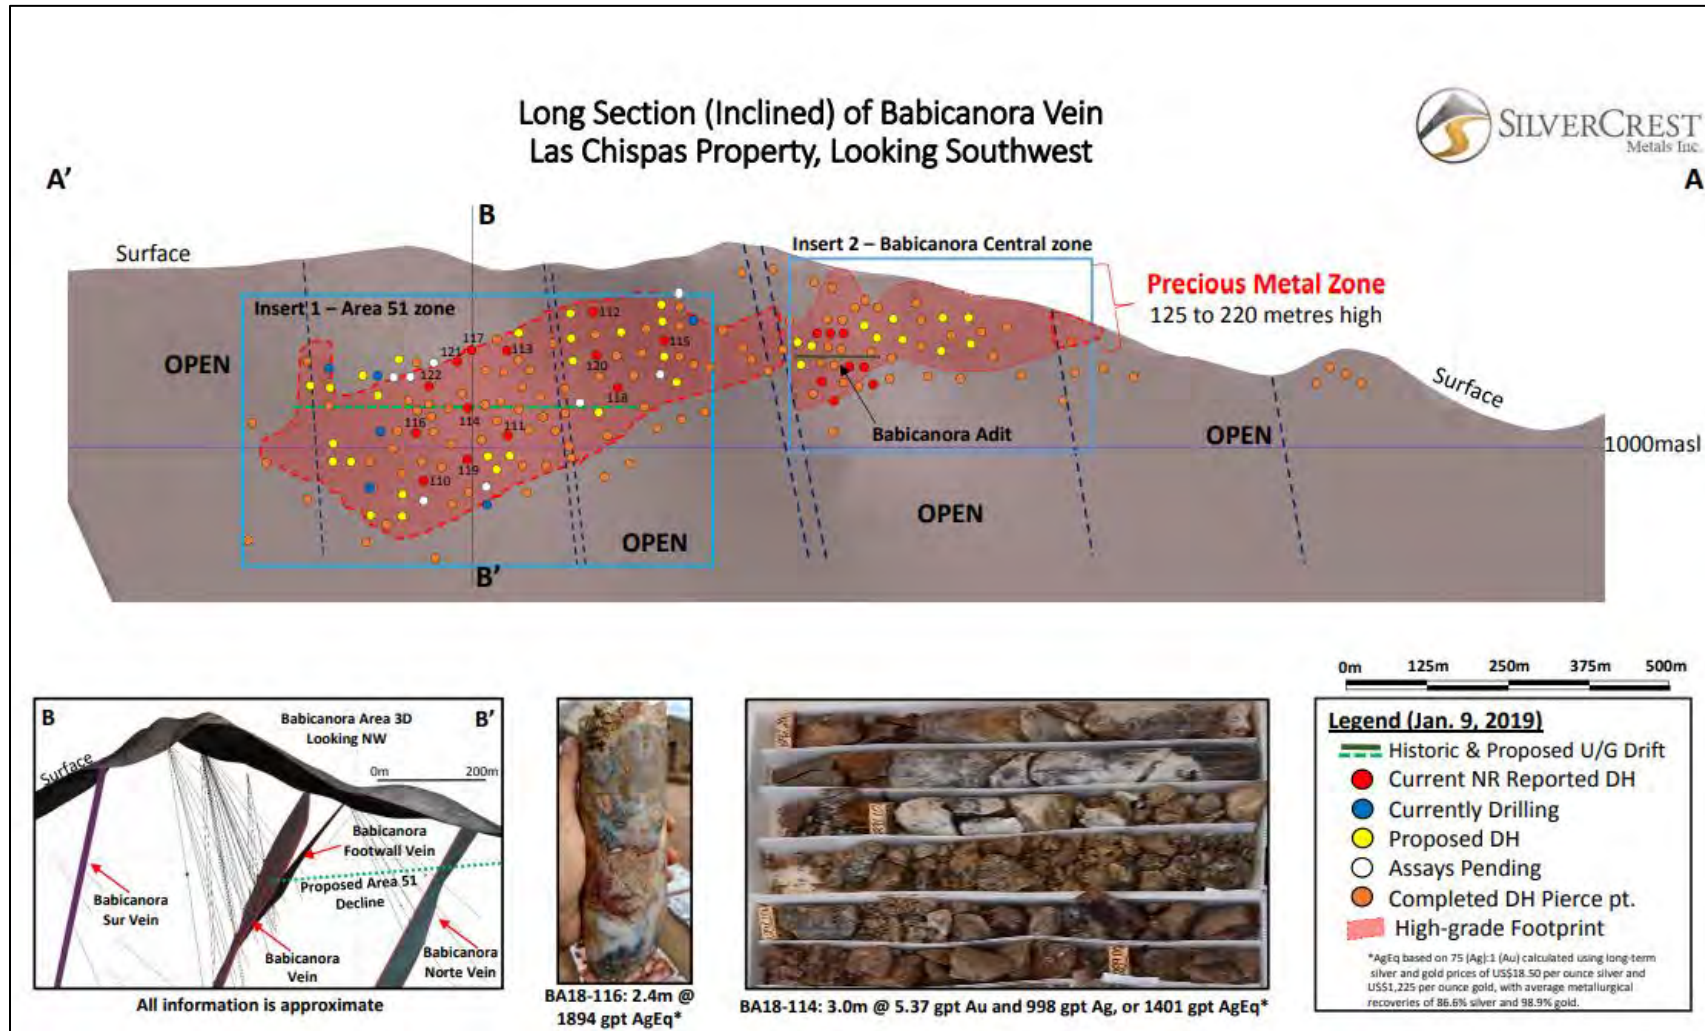 Long Section (Inclined) of Babicanora Vein
Las Chispas Property, Looking Southwest
SILVERCREST
Metals Inc.
A'
A
B
Surface
Insert 2 – Babicanora Central zone
Precious Metal Zone
125 to 220 metres high
Insert 1 – Area 51 zone
112
117
121
113
115
OPEN
120
122
118
Surface
116
114
111
Babicanora Adit
OPEN
1000masl
119
110
OPEN
OPEN
B'
0m 125m 250m 375m 500m
B
B'
Babicanora Area 3D
Looking NW
Surface
0m 200m
Babicanora
Footwall Vein
Proposed Area 51
Decline
Babicanora
Sur Vein
Babicanora
Vein
Babicanora
Norte Vein
All information is approximate
BA18-116: 2.4m @
1894 gpt AgEq*
BA18-114: 3.0m @ 5.37 gpt Au and 998 gpt Ag, or 1401 gpt AgEq*
Legend (Jan. 9, 2019)
Historic & Proposed U/G Drift
Current NR Reported DH
Currently Drilling
Proposed DH
Assays Pending
Completed DH Pierce pt.
High-grade Footprint
*AgEq based on 75 (Ag):1 (Au) calculated using long-term
silver and gold prices of US$18.50 per ounce silver and
US$1,225 per ounce gold, with average metallurgical
recoveries of 86.6% silver and 98.9% gold.